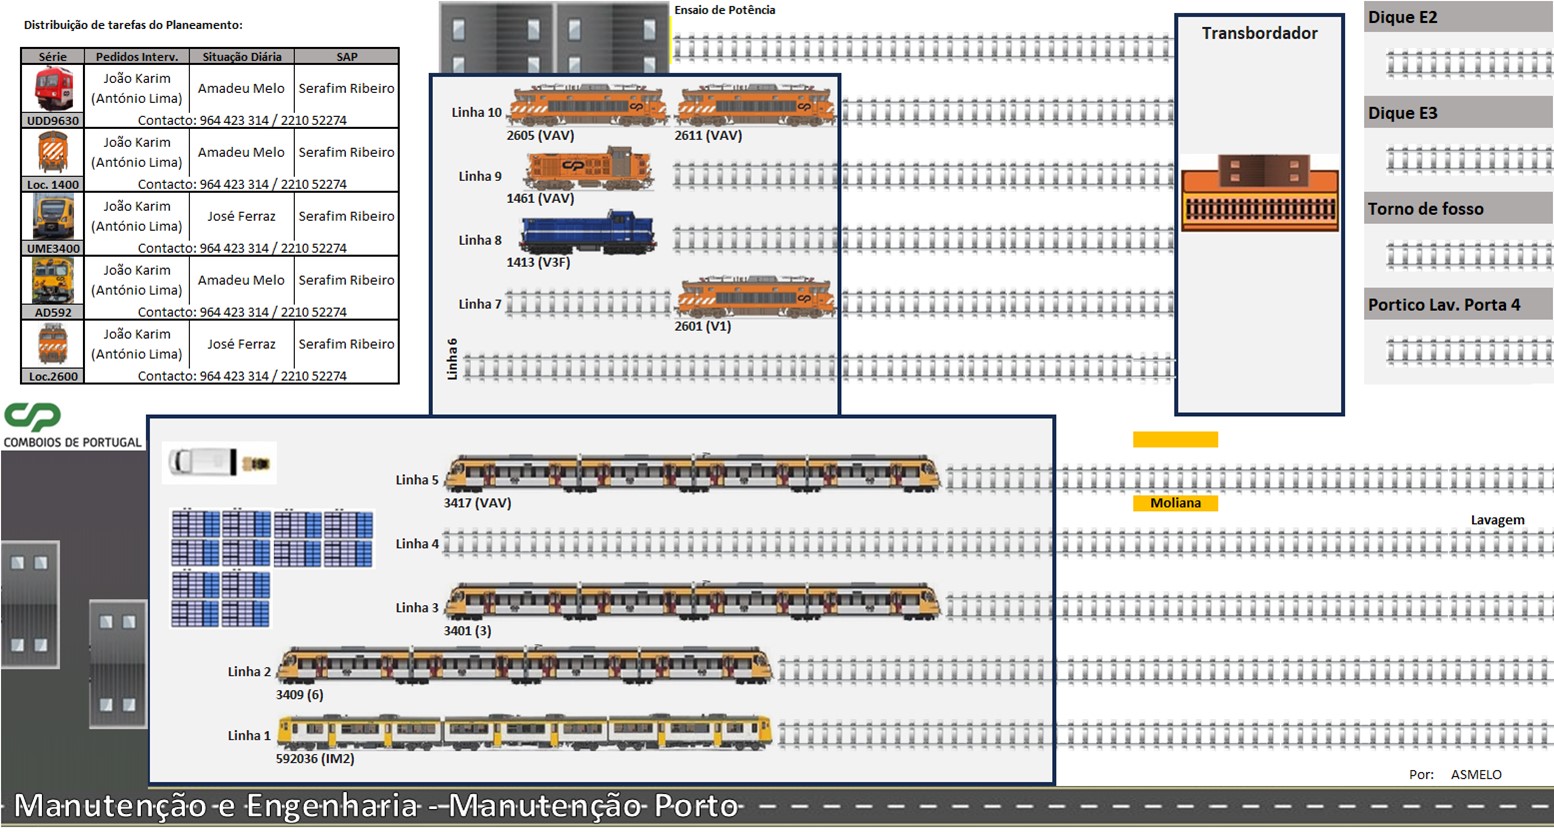 Distribuição de tarefas do Planeamento:
Série Pedidos Interv. Situação Diária SAP
João Karim
(António Lima)
Amadeu Melo
Serafim Ribeiro
UDD9630 Contacto: 964 423 314 / 2210 52274
João Karim
(António Lima)
Amadeu Melo
Serafim Ribeiro
Loc. 1400 Contacto: 964 423 314 / 2210 52274
João Karim
(António Lima)
José Ferraz
Serafim Ribeiro
UME3400 Contacto: 964 423 314 / 2210 52274
João Karim
(António Lima)
Amadeu Melo
Serafim Ribeiro
AD592 Contacto: 964 423 314 / 2210 52274
João Karim
(António Lima)
José Ferraz
Serafim Ribeiro
Loc.2600 Contacto: 964 423 314 / 2210 52274
CP
COMBOIOS DE PORTUGAL
Ensaio de Potência
Linha 10
2605 (VAV) 2611 (VAV)
Linha 9
1461 (VAV)
Linha 8
1413 (V3F)
Linha 7
2601 (V1)
Linha 6
Transbordador
Dique E2
Dique E3
Torno de fosso
Portico Lav. Porta 4
Linha 5
3417 (VAV)
Moliana
Lavagem
Linha 4
Linha 3
3401 (3)
Linha 2
3409 (6)
Linha 1
592036 (IM2)
Por: ASMELO
Manutenção e Engenharia - Manutenção Porto